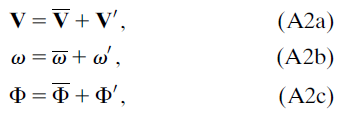 V = V̅ + V′, (A2a)
ω = ω̅ + ω′, (A2b)
Φ = Φ̅ + Φ′, (A2c)